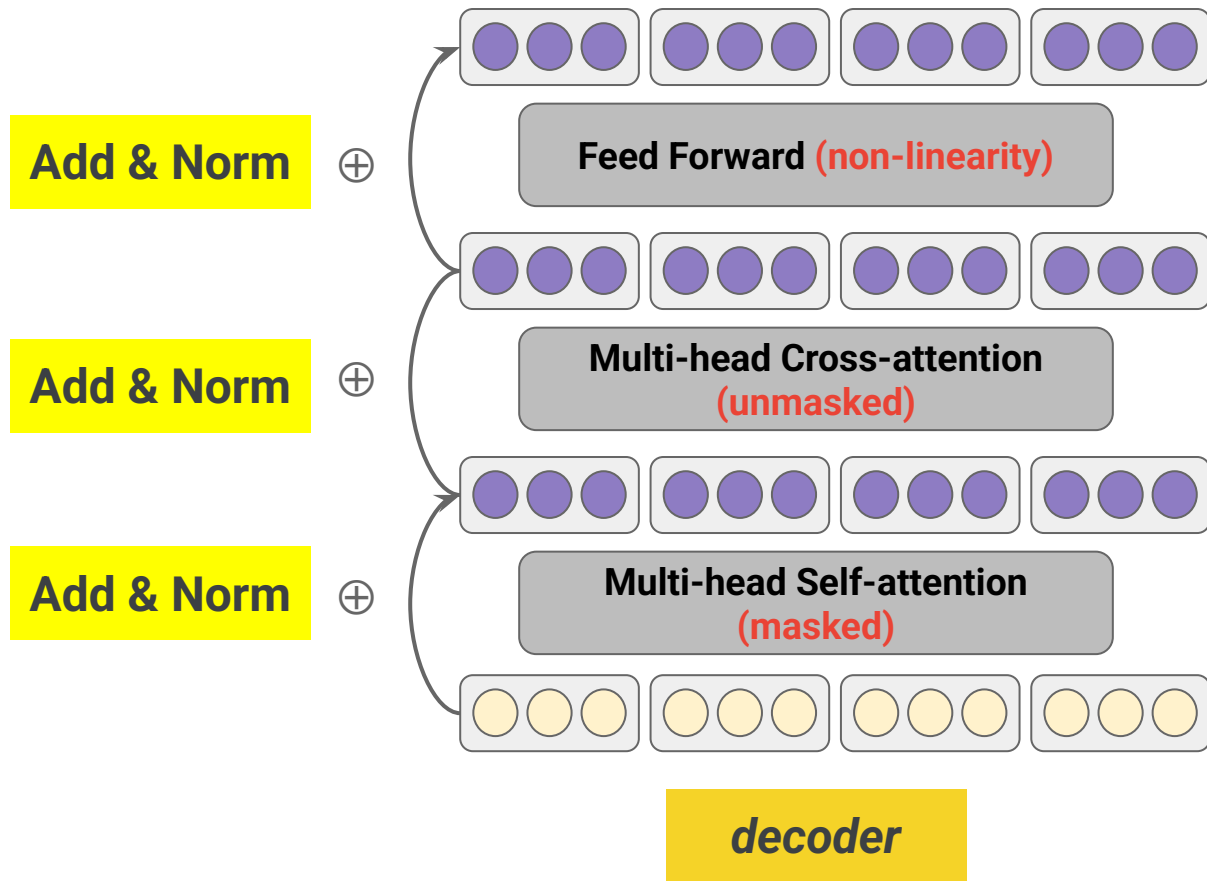 Add & Norm
⊕
Feed Forward (non-linearity)
Add & Norm
⊕
Multi-head Cross-attention
(unmasked)
Add & Norm
⊕
Multi-head Self-attention
(masked)
decoder